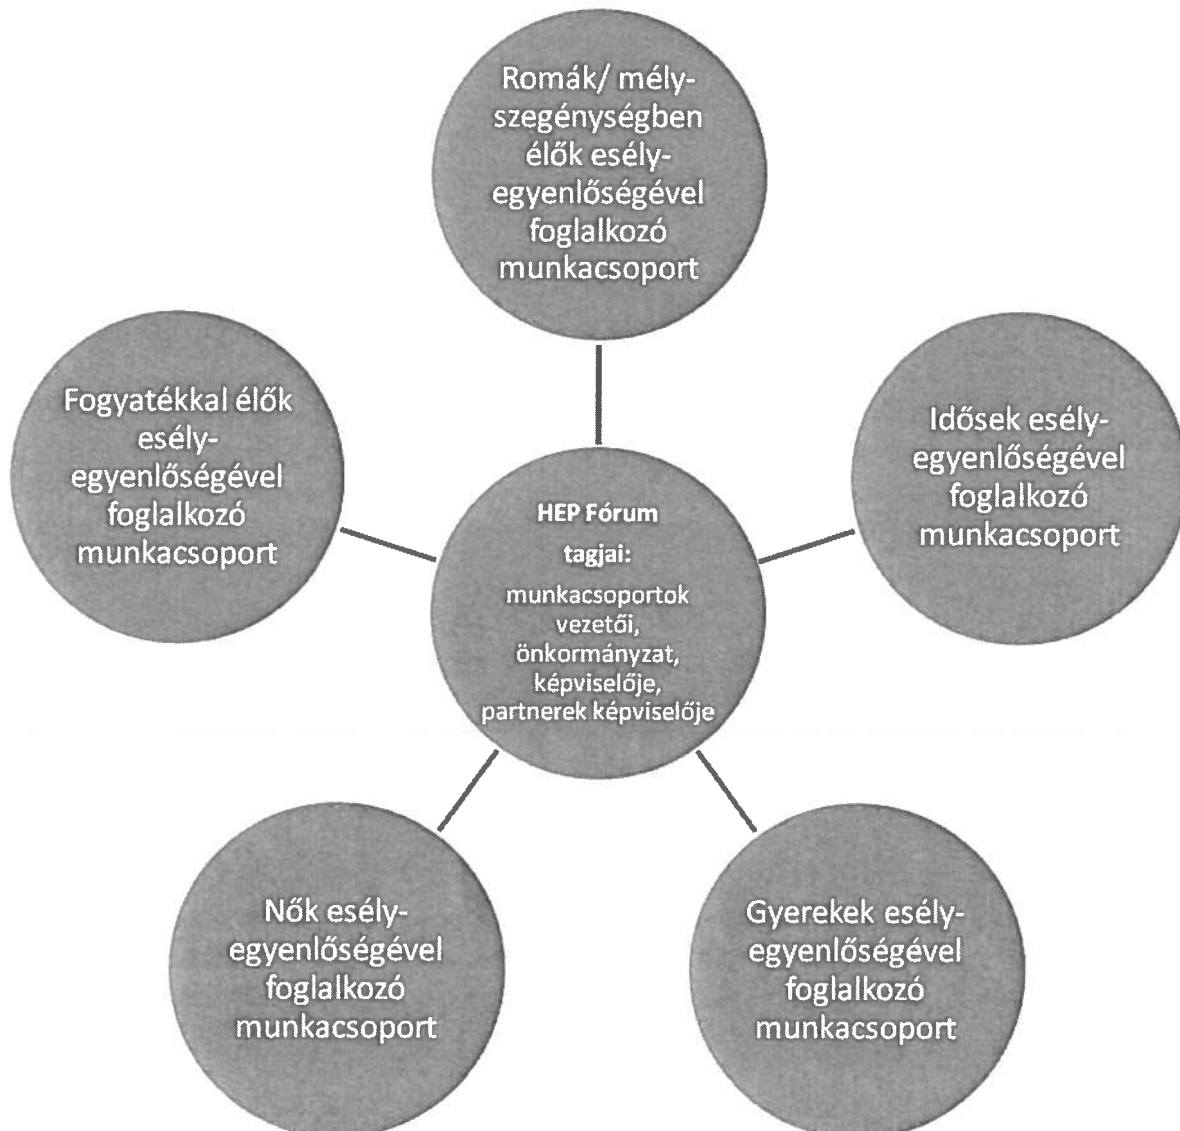 Romák/ mély-
szegénységben
élők esély-
egyenlőségével
foglalkozó
munkacsoport
Fogyatékkal élők
esély-
egyenlőségével
foglalkozó
munkacsoport
Idősek esély-
egyenlőségével
foglalkozó
munkacsoport
HEP Fórum
tagjai:
munkacsoportok
vezetői,
önkormányzat,
képviselője,
partnerek képviselője
Nők esély-
egyenlőségével
foglalkozó
munkacsoport
Gyerekek esély-
egyenlőségével
foglalkozó
munkacsoport